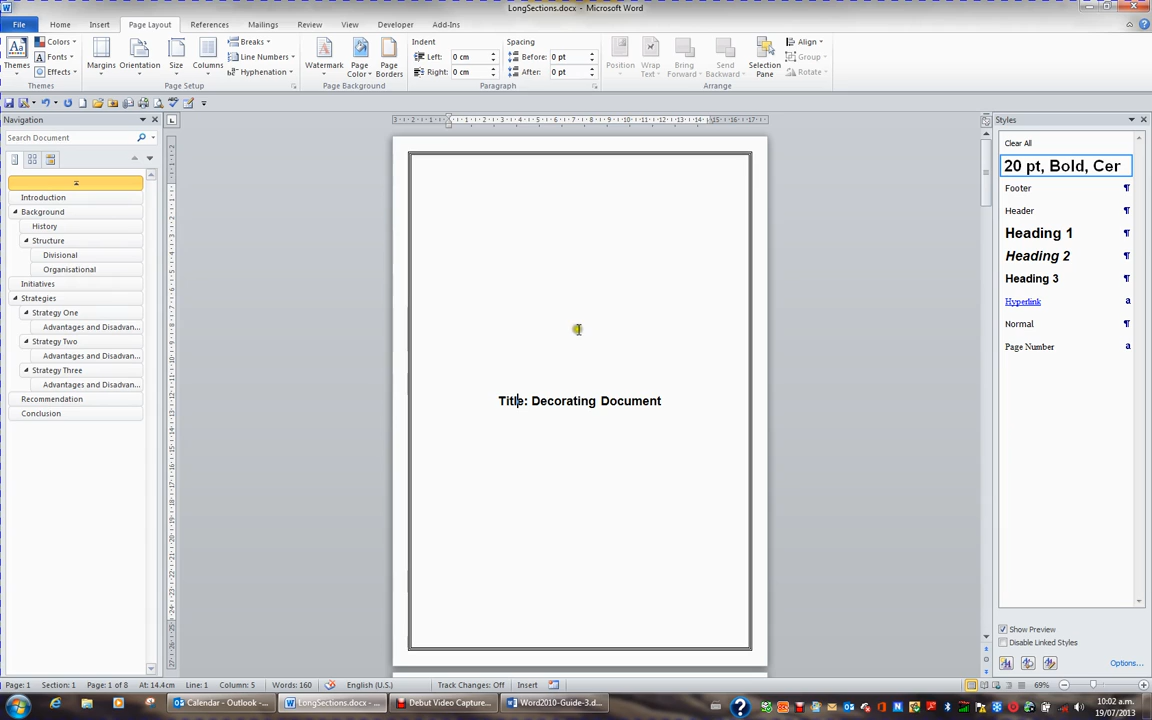 LongSections.docx - Microsoft Word
File Home Insert Page Layout References Mailings Review View Developer Add-Ins
Themes
Colors
Fonts
Effects
Themes
Margins
Orientation
Size
Columns
Breaks
Line Numbers
Hyphenation
Page Setup
Watermark
Page Color
Page Borders
Page Background
Indent
Left: 0 cm
Right: 0 cm
Spacing
Before: 0 pt
After: 0 pt
Paragraph
Position
Wrap Text
Bring Forward
Send Backward
Selection Pane
Align
Group
Rotate
Arrange
Navigation
Search Document
Introduction
Background
History
Structure
Divisional
Organisational
Initiatives
Strategies
Strategy One
Advantages and Disadvan...
Strategy Two
Advantages and Disadvan...
Strategy Three
Advantages and Disadvan...
Recommendation
Conclusion
Title: Decorating Document
Styles
Clear All
20 pt, Bold, Cer
Footer
Header
Heading 1
Heading 2
Heading 3
Hyperlink
Normal
Page Number
Show Preview
Disable Linked Styles
Options...
Page: 1 Section: 1 Page: 1 of 8 At: 14.4cm Line: 1 Column: 5 Words: 160 English (U.S.) Track Changes: Off Insert 69%
Calendar - Outlook -... LongSections.docx -... Debut Video Capture... Word2010-Guide-3.d...
10:02 a.m.
19/07/2013